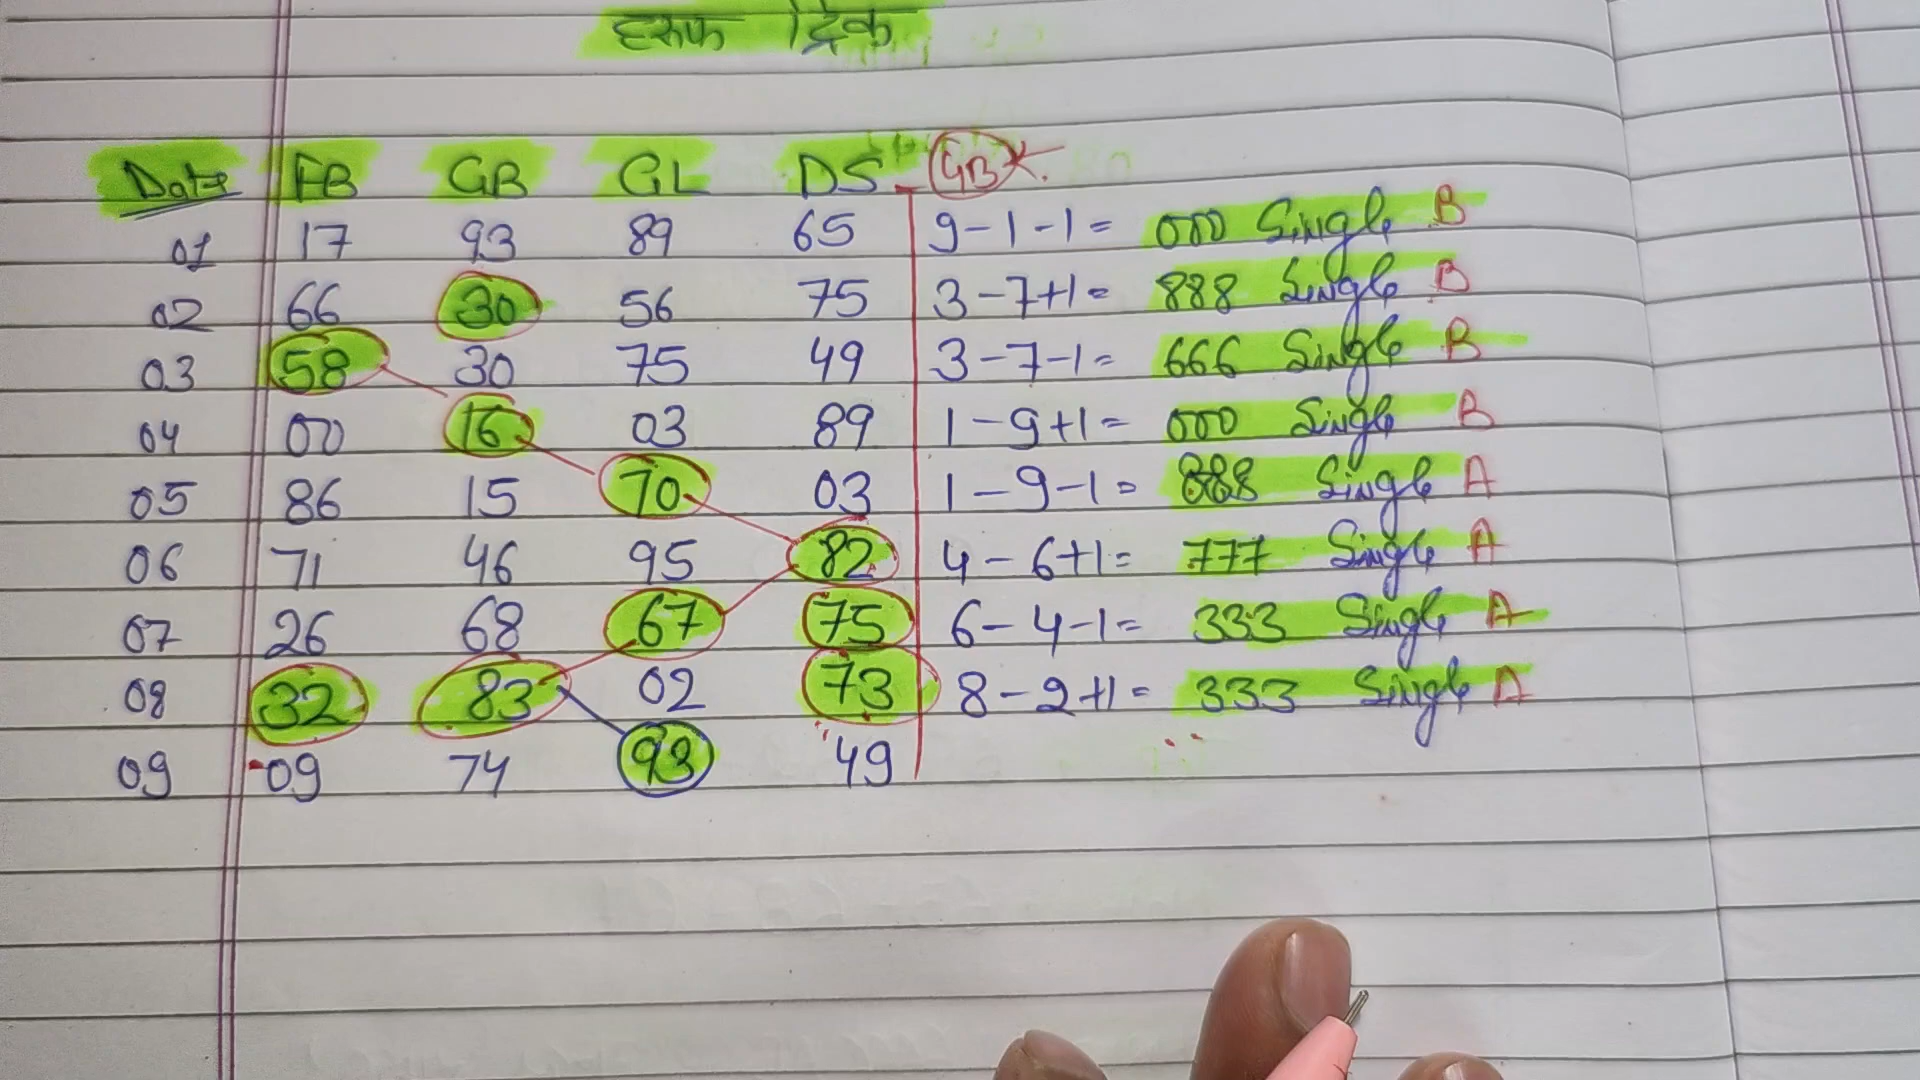 हरुफ ट्रिक
Date FB GB GL DS GB
01 17 93 89 65 9-1-1= 000 Single B
02 66 30 56 75 3-7+1= 888 Single B
03 58 30 75 49 3-7-1= 666 Single B
04 00 16 03 89 1-9+1= 000 Single B
05 86 15 70 03 1-9-1= 888 Single A
06 71 46 95 82 4-6+1= 777 Single A
07 26 68 67 75 6-4-1= 333 Single A
08 32 83 02 73 8-2+1= 333 Single A
09 09 74 93 49